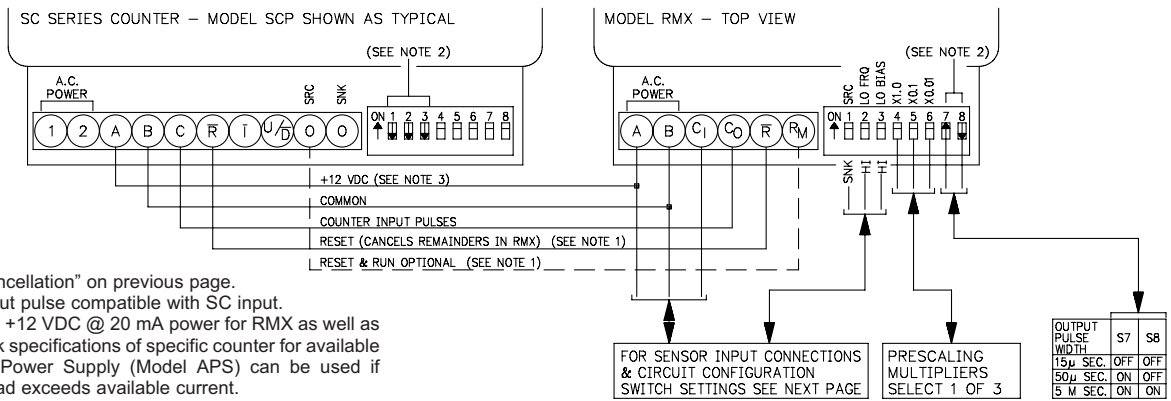 SC SERIES COUNTER – MODEL SCP SHOWN AS TYPICAL
MODEL RMX – TOP VIEW
(SEE NOTE 2)
A.C.
POWER
SRC
SNK
1 2 A B C R I U/D O O
ON 1 2 3 4 5 6 7 8
(SEE NOTE 2)
A.C.
POWER
SRC
LO FRQ
LO BIAS
X1.0
X0.1
X0.01
A B CI CO R RM
ON 1 2 3 4 5 6 7 8
SNK
HI
HI
+12 VDC (SEE NOTE 3)
COMMON
COUNTER INPUT PULSES
RESET (CANCELS REMAINDERS IN RMX) (SEE NOTE 1)
RESET & RUN OPTIONAL (SEE NOTE 1)
ncellation” on previous page.
ut pulse compatible with SC input.
+12 VDC @ 20 mA power for RMX as well as
k specifications of specific counter for available
Power Supply (Model APS) can be used if
ad exceeds available current.
FOR SENSOR INPUT CONNECTIONS
& CIRCUIT CONFIGURATION
SWITCH SETTINGS SEE NEXT PAGE
PRESCALING
MULTIPLIERS
SELECT 1 OF 3
OUTPUT
PULSE
WIDTH
S7 S8
15µ SEC. OFF OFF
50µ SEC. ON OFF
5 M SEC. ON ON